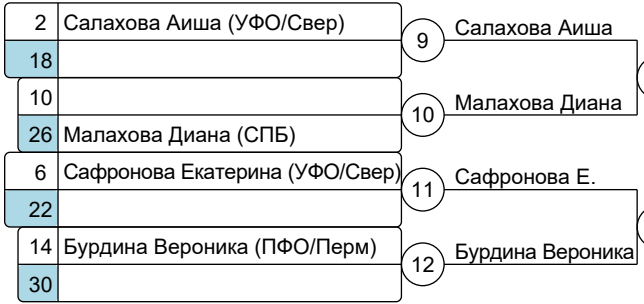 2 Салахова Аиша (УФО/Свер)
18
9 Салахова Аиша
10
26 Малахова Диана (СПБ)
10 Малахова Диана
6 Сафронова Екатерина (УФО/Свер)
22
11 Сафронова Е.
14 Бурдина Вероника (ПФО/Перм)
30
12 Бурдина Вероника